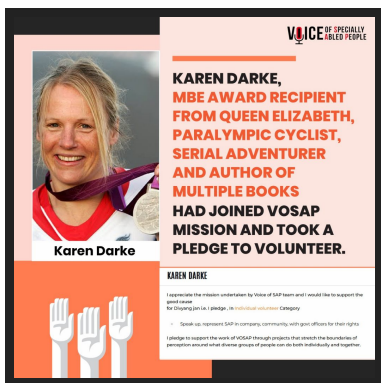 VOICE OF SPECIALLY
ABLED PEOPLE
KAREN DARKE,
MBE AWARD RECIPIENT
FROM QUEEN ELIZABETH,
PARALYMPIC CYCLIST,
SERIAL ADVENTURER
AND AUTHOR OF
MULTIPLE BOOKS
HAD JOINED VOSAP
MISSION AND TOOK A
PLEDGE TO VOLUNTEER.
Karen Darke
KAREN DARKE
I appreciate the mission undertaken by Voice of SAP team and I would like to support the
good cause
for Divyang jan i.e. I pledge , in Individual volunteer Category
- Speak up, represent SAP in company, community, with govt officers for their rights
I pledge to support the work of VOSAP through projects that stretch the boundaries of
perception around what diverse groups of people can do both individually and together.